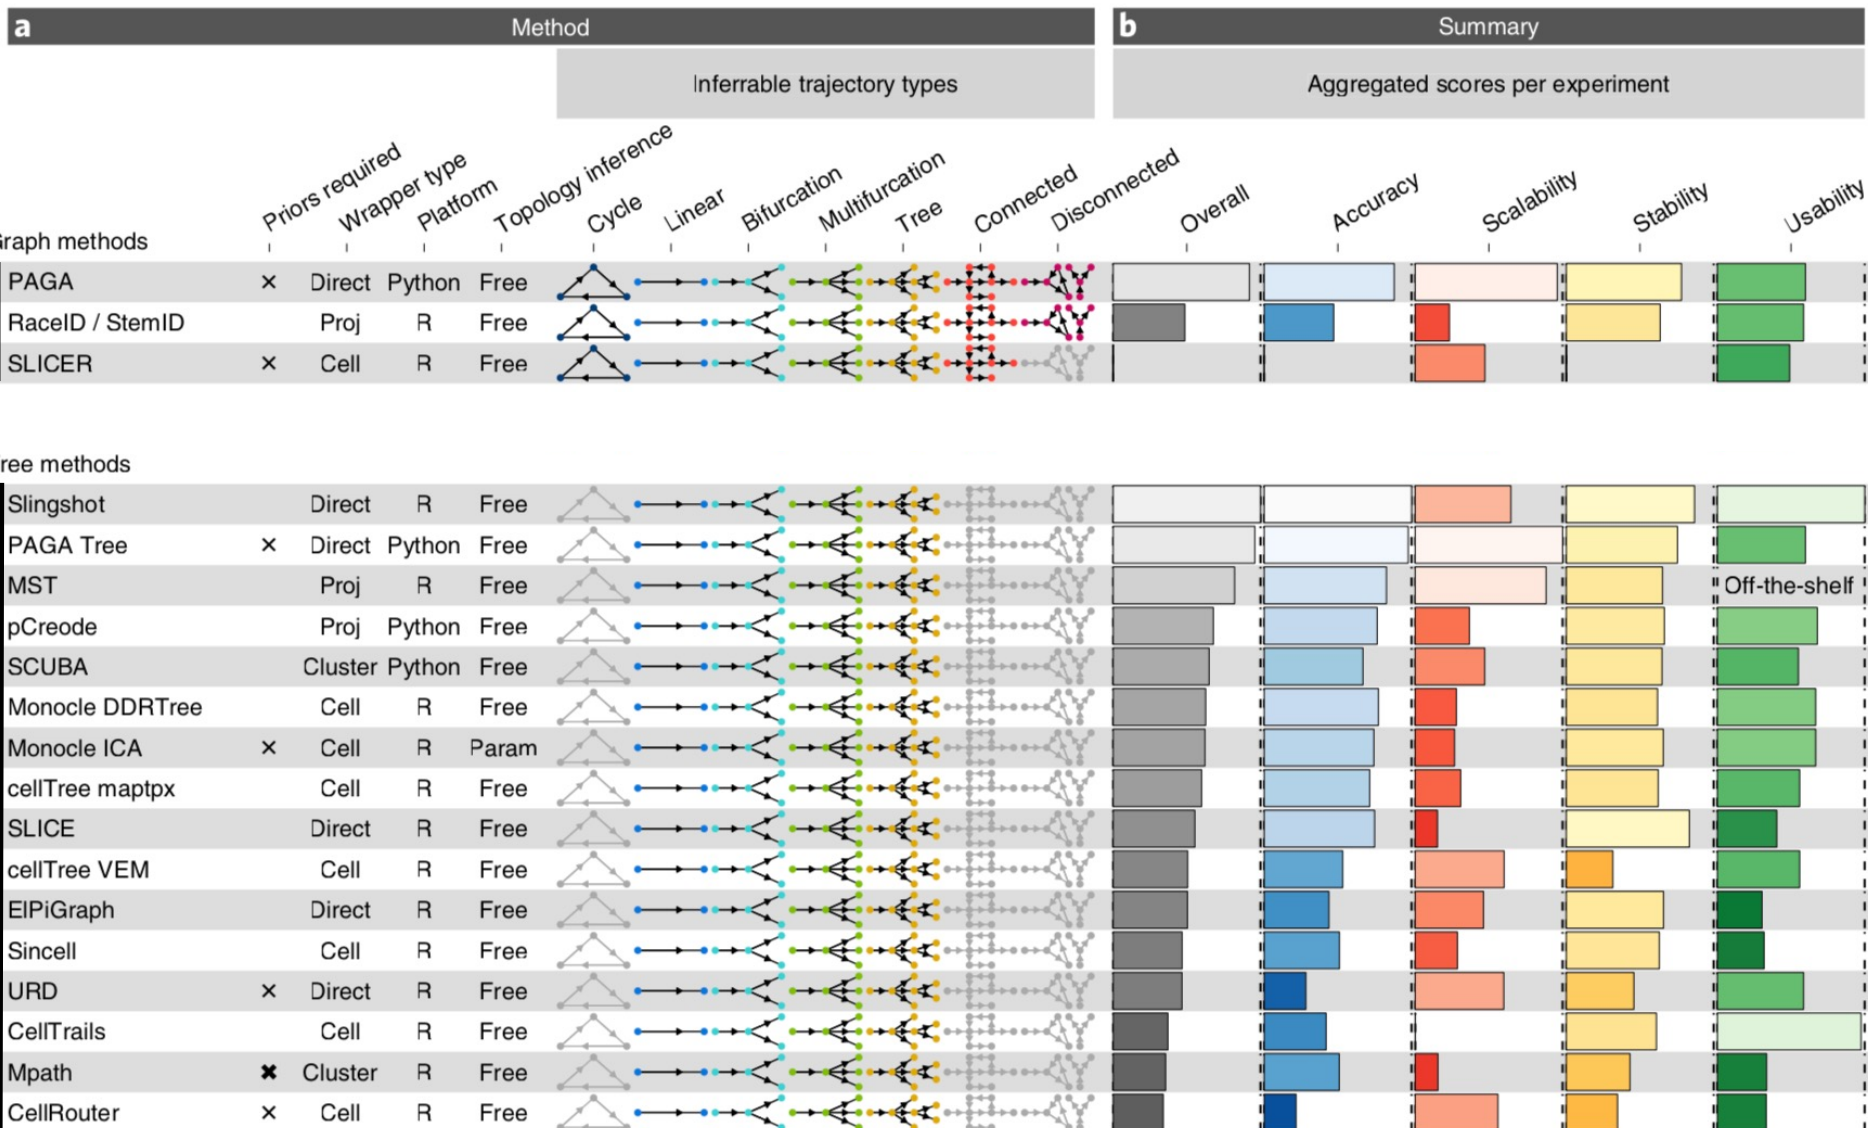 a Method b Summary
Inferrable trajectory types Aggregated scores per experiment
Priors required Wrapper type Platform Topology inference Cycle Linear Bifurcation Multifurcation Tree Connected Disconnected Overall Accuracy Scalability Stability Usability
Graph methods
PAGA × Direct Python Free
RaceID / StemID Proj R Free
SLICER × Cell R Free
ree methods
Slingshot Direct R Free
PAGA Tree × Direct Python Free
MST Proj R Free Off-the-shelf
pCreode Proj Python Free
SCUBA Cluster Python Free
Monocle DDRTree Cell R Free
Monocle ICA × Cell R Param
cellTree maptpx Cell R Free
SLICE Direct R Free
cellTree VEM Cell R Free
ElPiGraph Direct R Free
Sincell Cell R Free
URD × Direct R Free
CellTrails Cell R Free
Mpath ✖ Cluster R Free
CellRouter × Cell R Free